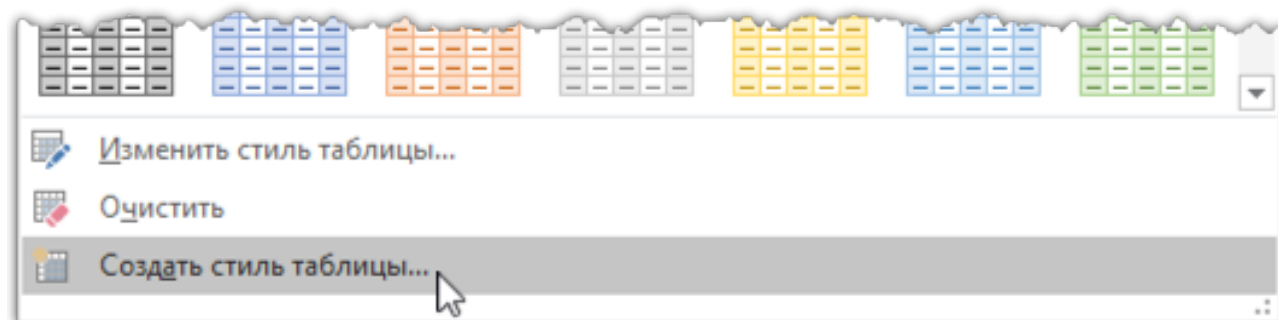 Изменить стиль таблицы...
Очистить
Создать стиль таблицы...